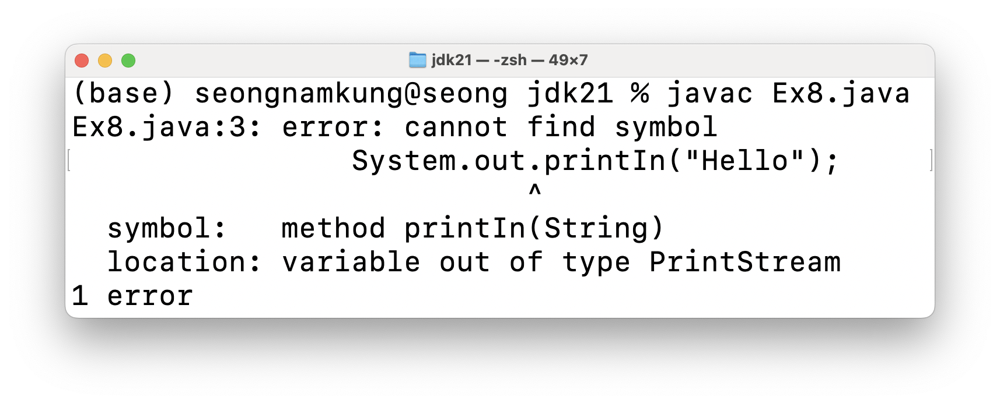 jdk21 — -zsh — 49×7
(base) seongnamkung@seong jdk21 % javac Ex8.java
Ex8.java:3: error: cannot find symbol
                System.out.printIn("Hello");
                          ^
  symbol:   method printIn(String)
  location: variable out of type PrintStream
1 error